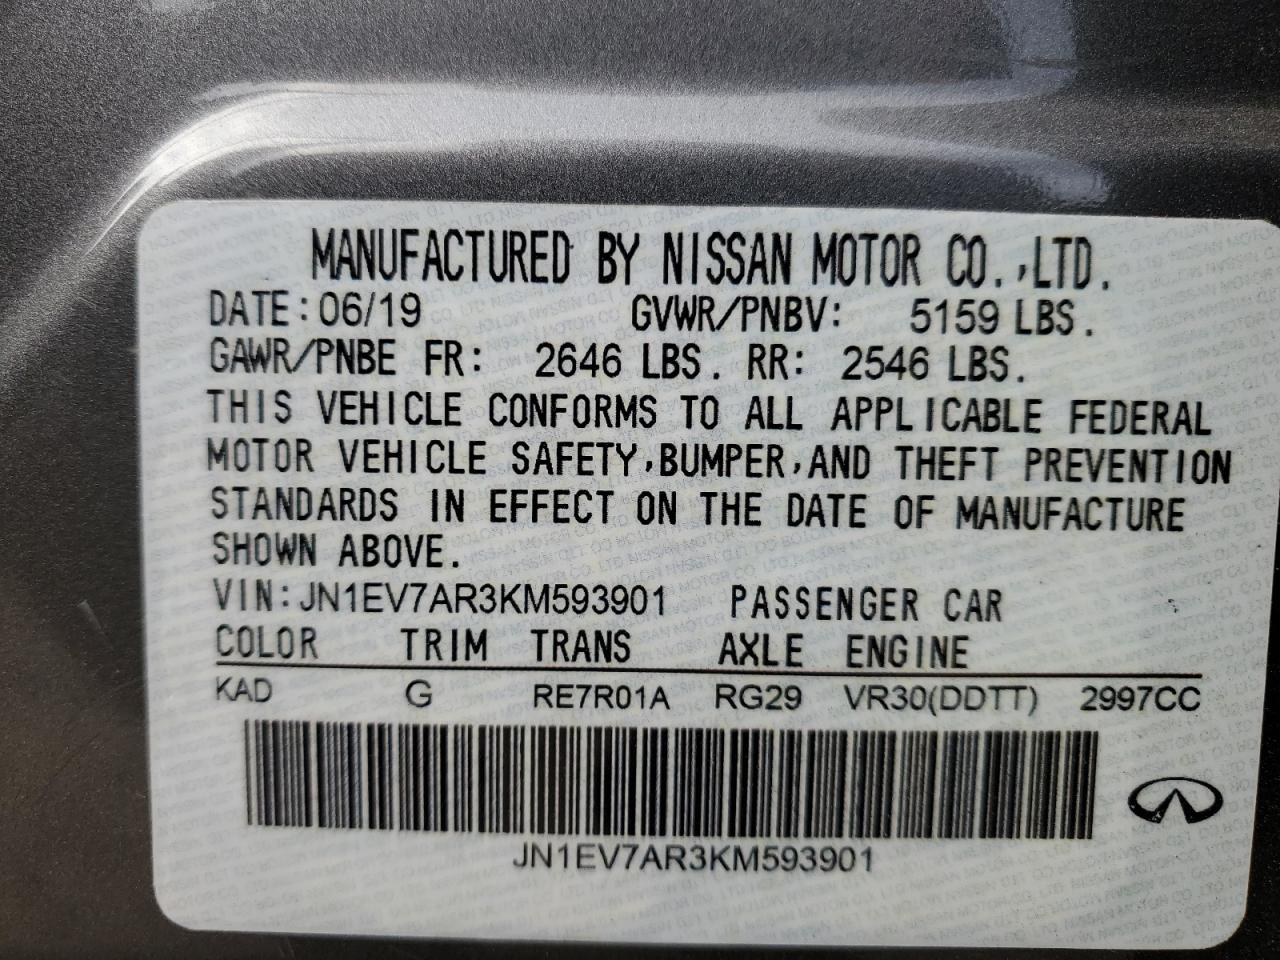 MANUFACTURED BY NISSAN MOTOR CO.,LTD.
DATE:06/19 GVWR/PNBV: 5159 LBS.
GAWR/PNBE FR: 2646 LBS. RR: 2546 LBS.
THIS VEHICLE CONFORMS TO ALL APPLICABLE FEDERAL
MOTOR VEHICLE SAFETY,BUMPER,AND THEFT PREVENTION
STANDARDS IN EFFECT ON THE DATE OF MANUFACTURE
SHOWN ABOVE.
VIN:JN1EV7AR3KM593901 PASSENGER CAR
COLOR TRIM TRANS AXLE ENGINE
KAD G RE7R01A RG29 VR30(DDTT) 2997CC
JN1EV7AR3KM593901